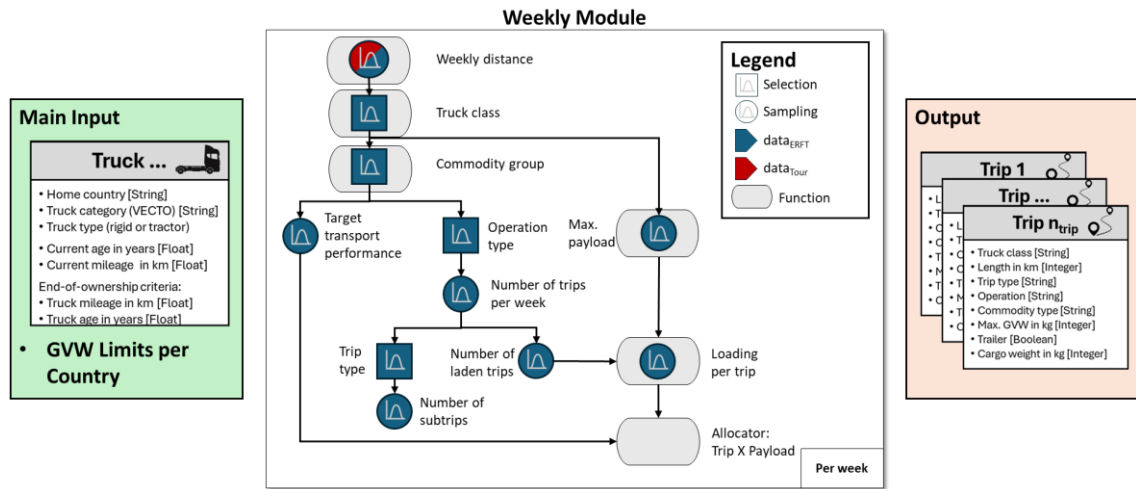 Weekly Module
Main Input
Truck ...
• Home country [String]
• Truck category (VECTO) [String]
• Truck type (rigid or tractor)
• Current age in years [Float]
• Current mileage in km [Float]
End-of-ownership criteria:
• Truck mileage in km [Float]
• Truck age in years [Float]
• GVW Limits per
Country
Weekly distance
Truck class
Commodity group
Target
transport
performance
Operation
type
Max.
payload
Number of trips
per week
Trip
type
Number of
laden trips
Loading
per trip
Number of
subtrips
Allocator:
Trip X Payload
Per week
Legend
Selection
Sampling
dataERFT
dataTour
Function
Output
Trip 1
• L
• T
• C
• C
• T
• M
• T
• C
Trip ...
• L
• T
• C
• C
• T
• M
• T
• C
Trip ntrip
• Truck class [String]
• Length in km [Integer]
• Trip type [String]
• Operation [String]
• Commodity type [String]
• Max. GVW in kg [Integer]
• Trailer [Boolean]
• Cargo weight in kg [Integer]